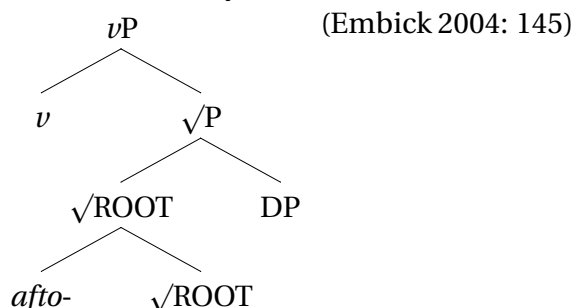 vP (Embick 2004: 145)
v √P
√ROOT DP
afto- √ROOT